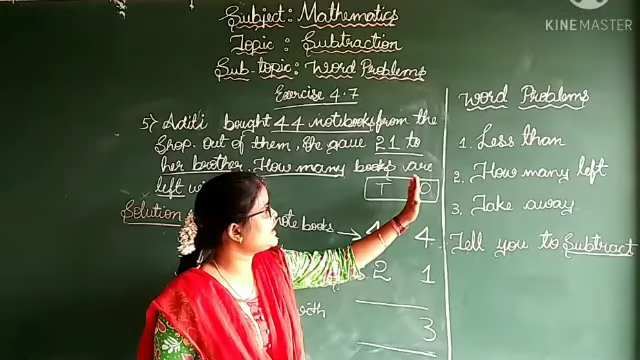 KINEMASTER
Subject: Mathematics
Topic: Subtraction
Sub-topic: Word Problems
Exercise 4.7
5) Aditi bought 44 notebooks from the
shop. Out of them, She gave 21 to
her brother. How many books are
left
T O
Solution
note books → 4 4
2 1
with
3
Word Problems
1. Less than
2. How many left
3. Take away
Tell you to Subtract